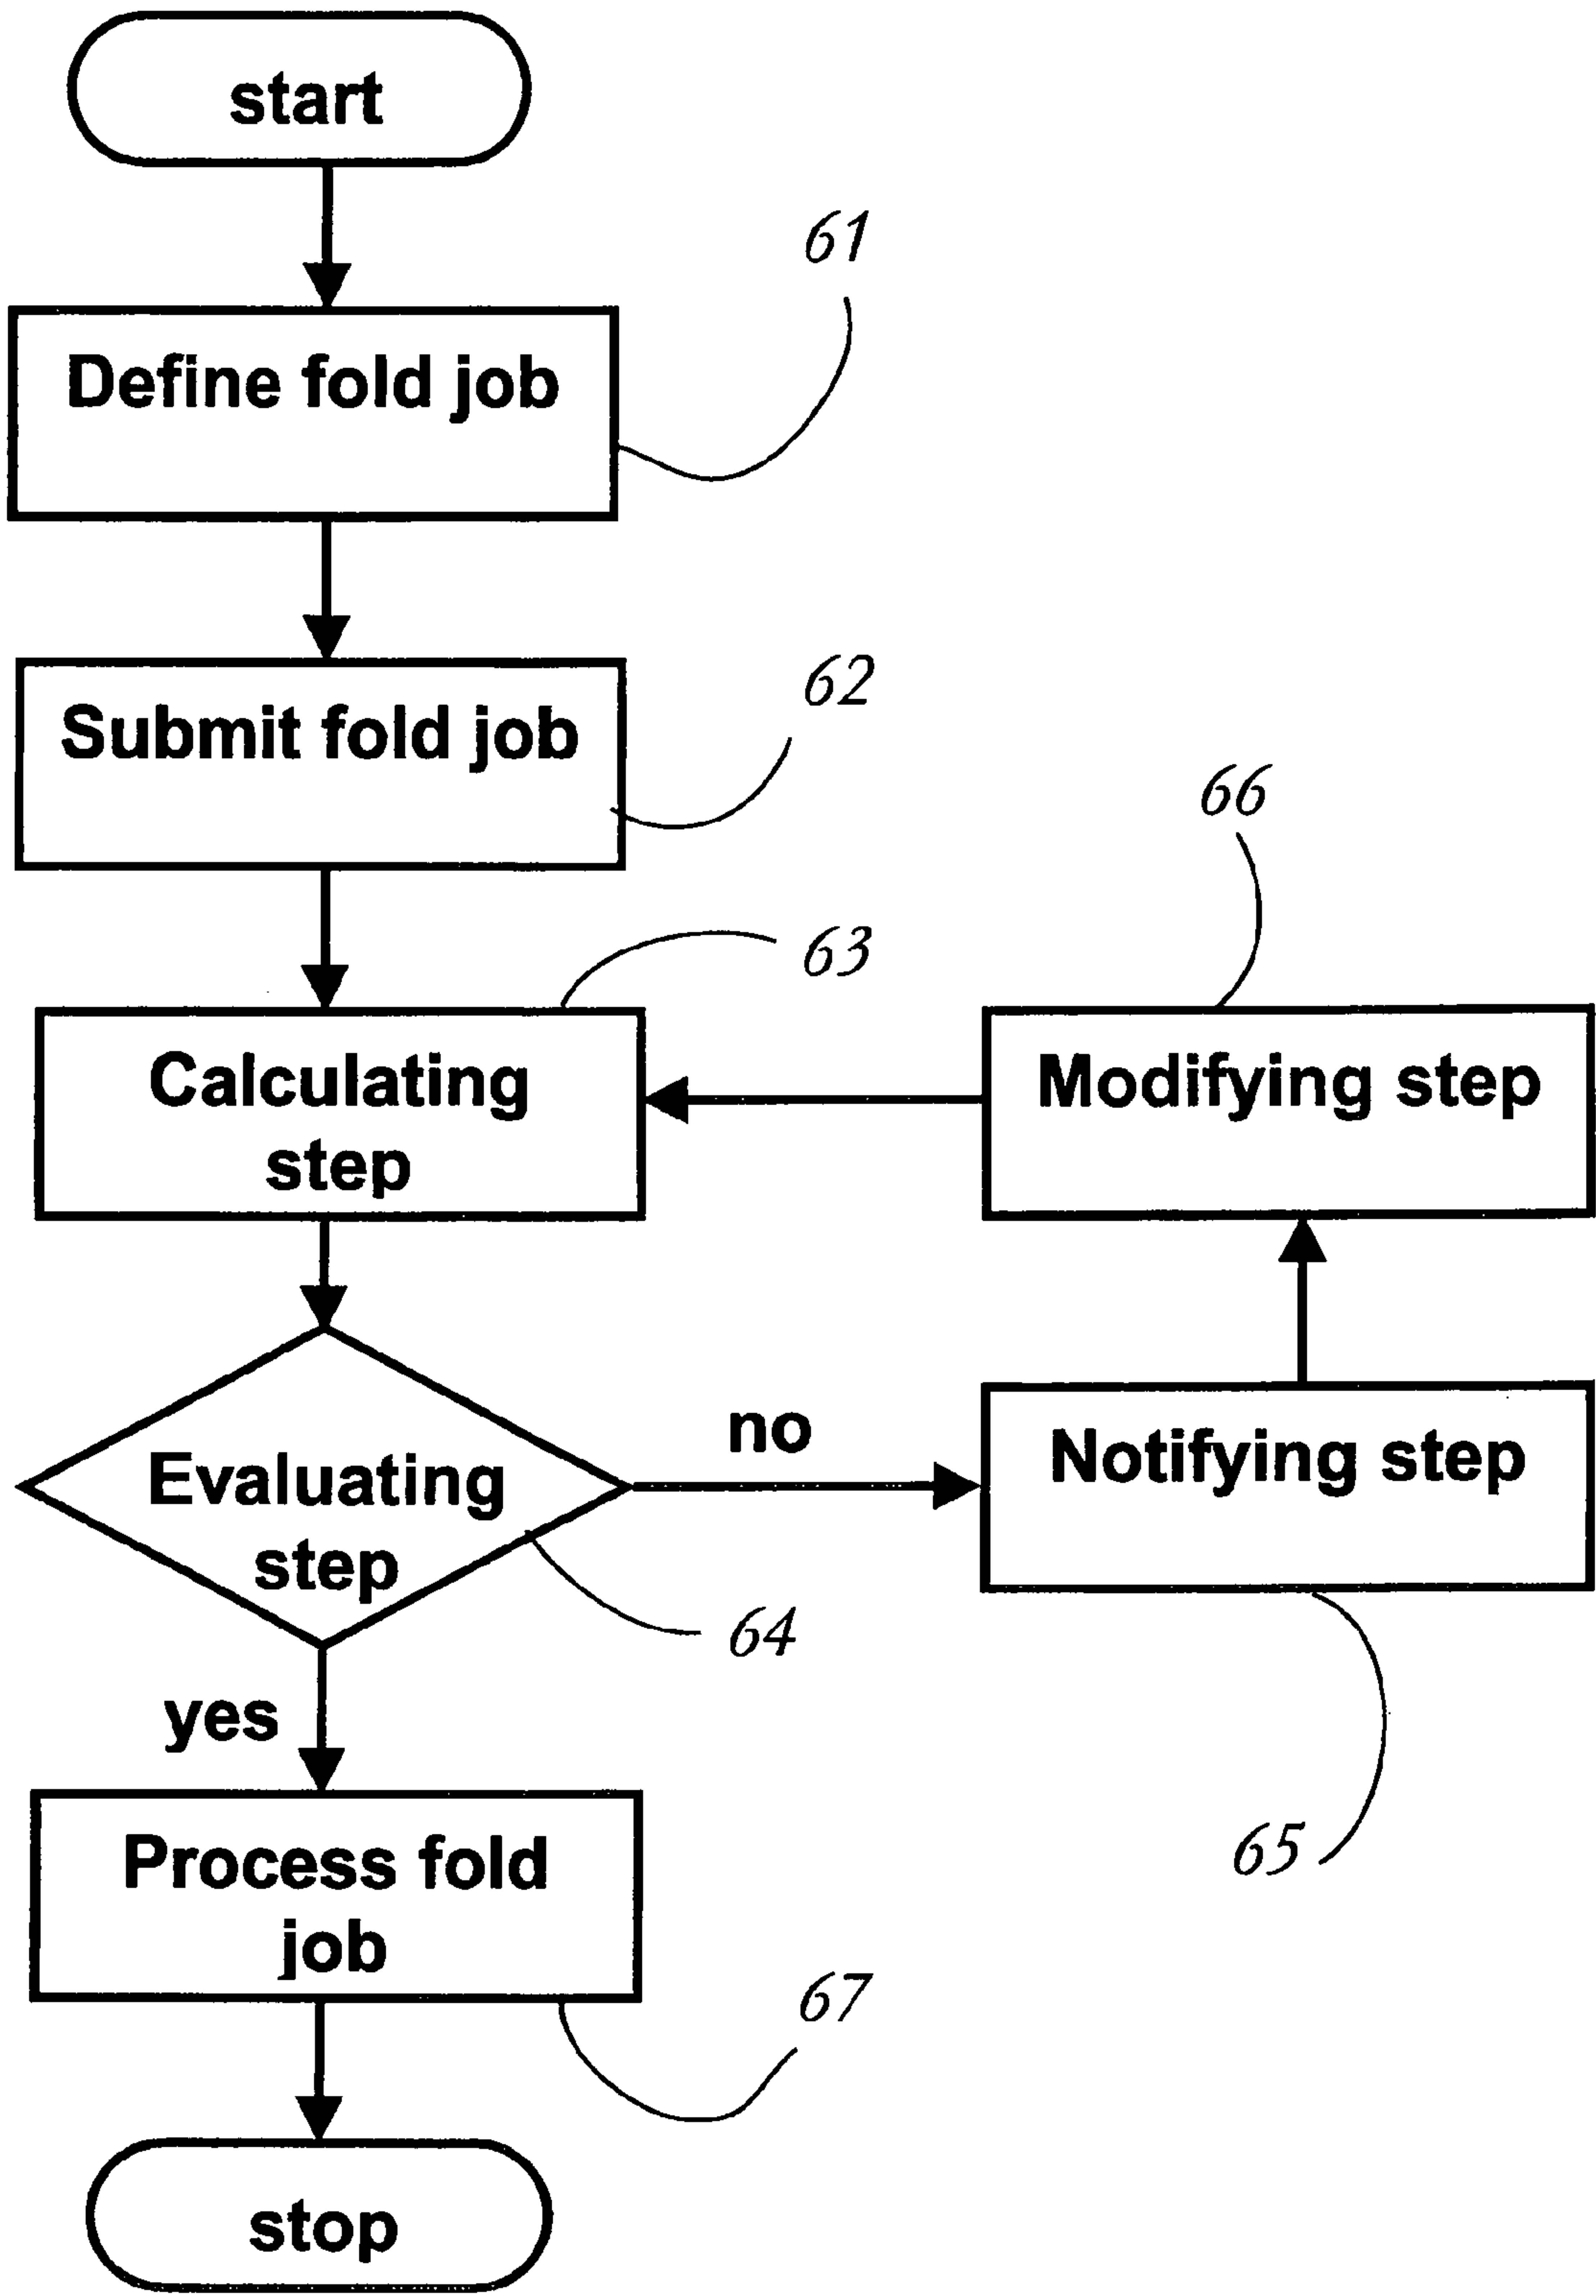 start
61
Define fold job
62
Submit fold job
66
63
Calculating
step
Modifying step
no
Evaluating
step
Notifying step
64
yes
65
Process fold
job
67
stop